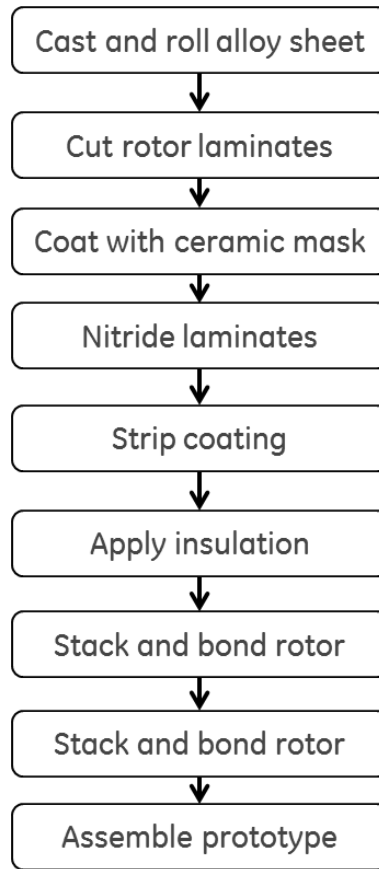 Cast and roll alloy sheet
Cut rotor laminates
Coat with ceramic mask
Nitride laminates
Strip coating
Apply insulation
Stack and bond rotor
Stack and bond rotor
Assemble prototype